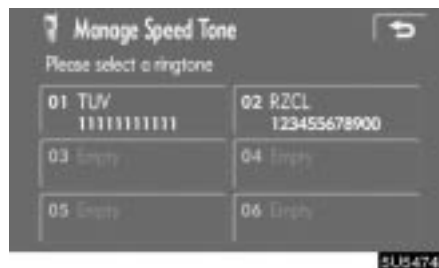 Manage Speed Tone
Please select a ringtone
01 TUV
11111111111
02 RZCL
123455678900
03 Empty
04 Empty
05 Empty
06 Empty
5U5474